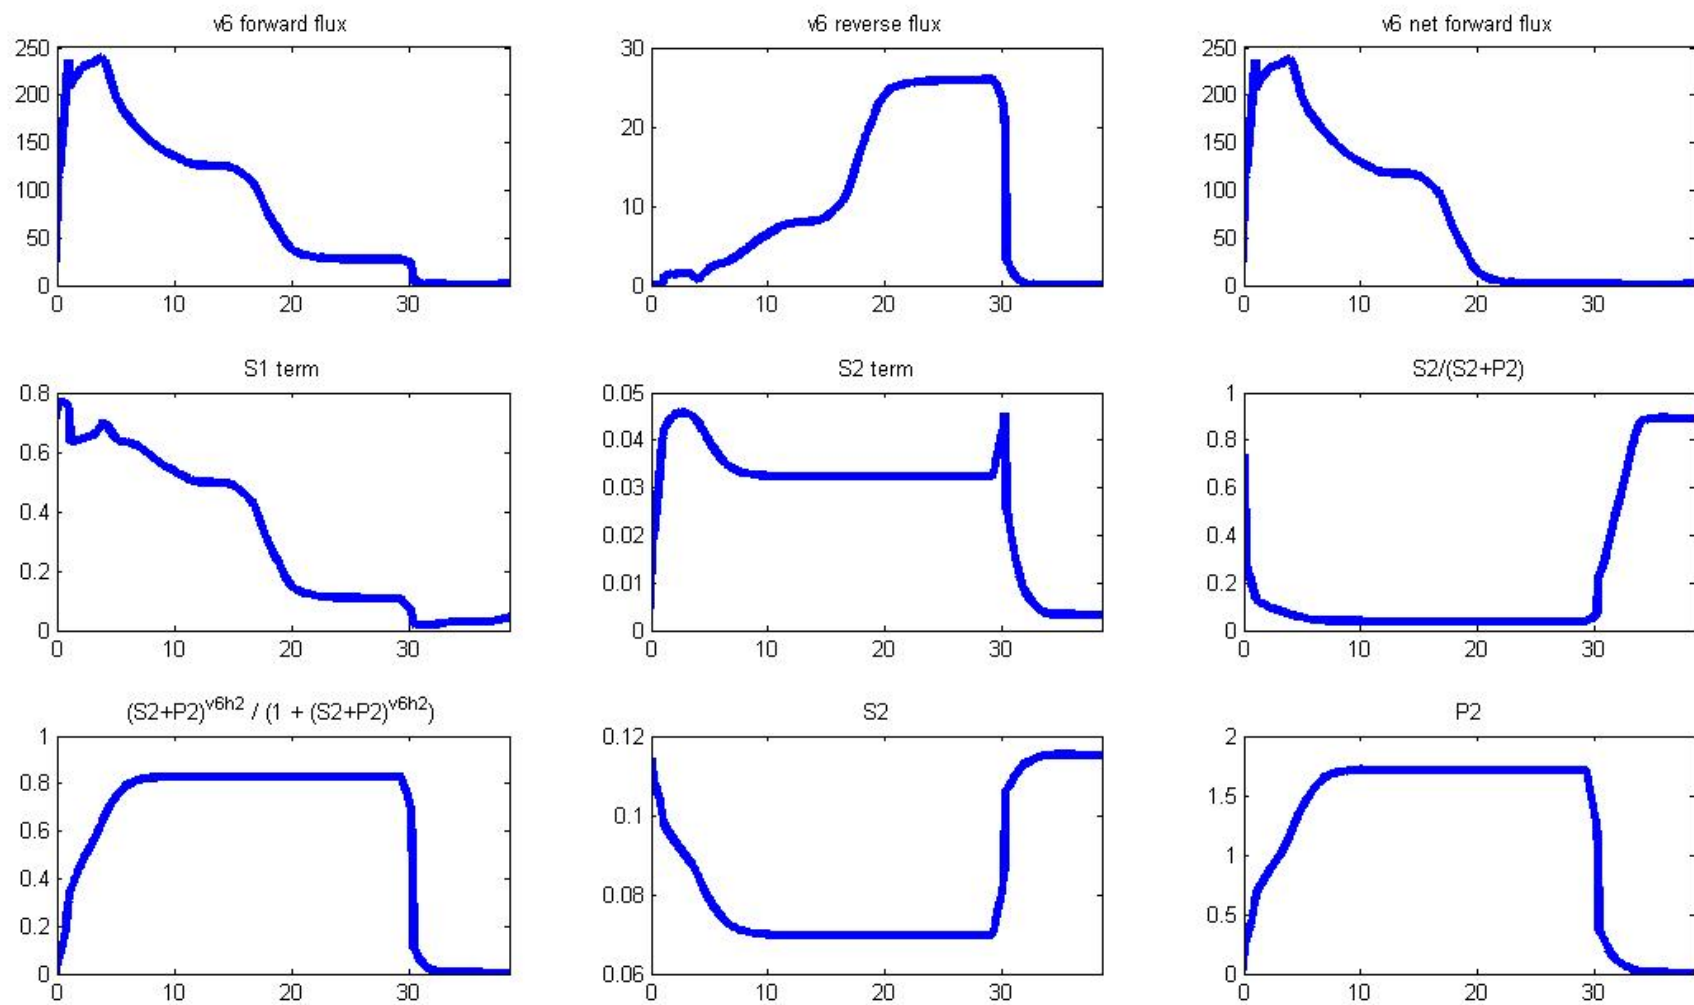 v6 forward flux
250
200
150
100
50
0
0 10 20 30
v6 reverse flux
30
20
10
0
0 10 20 30
v6 net forward flux
250
200
150
100
50
0
0 10 20 30
S1 term
0.8
0.6
0.4
0.2
0
0 10 20 30
S2 term
0.05
0.04
0.03
0.02
0.01
0
0 10 20 30
S2/(S2+P2)
1
0.8
0.6
0.4
0.2
0
0 10 20 30
(S2+P2)^v6h2 / (1 + (S2+P2)^v6h2)
1
0.8
0.6
0.4
0.2
0
0 10 20 30
S2
0.12
0.1
0.08
0.06
0 10 20 30
P2
2
1.5
1
0.5
0
0 10 20 30